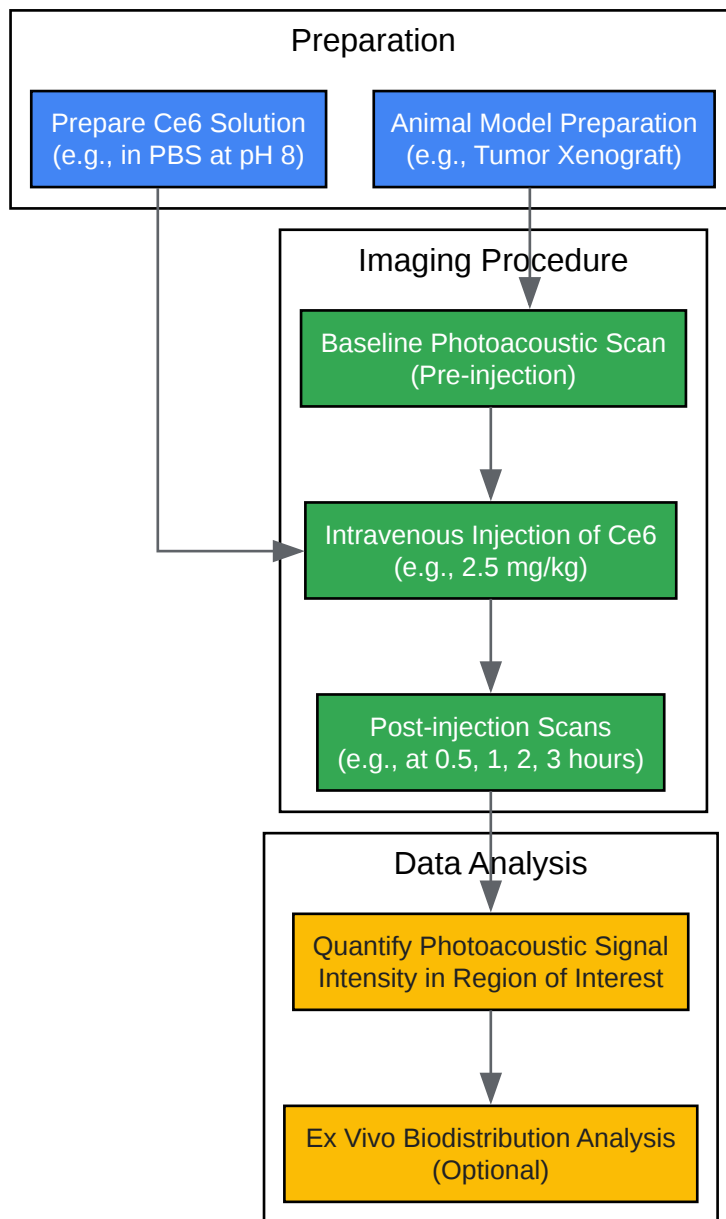 Preparation
Prepare Ce6 Solution
(e.g., in PBS at pH 8)
Animal Model Preparation
(e.g., Tumor Xenograft)
Imaging Procedure
Baseline Photoacoustic Scan
(Pre-injection)
Intravenous Injection of Ce6
(e.g., 2.5 mg/kg)
Post-injection Scans
(e.g., at 0.5, 1, 2, 3 hours)
Data Analysis
Quantify Photoacoustic Signal
Intensity in Region of Interest
Ex Vivo Biodistribution Analysis
(Optional)